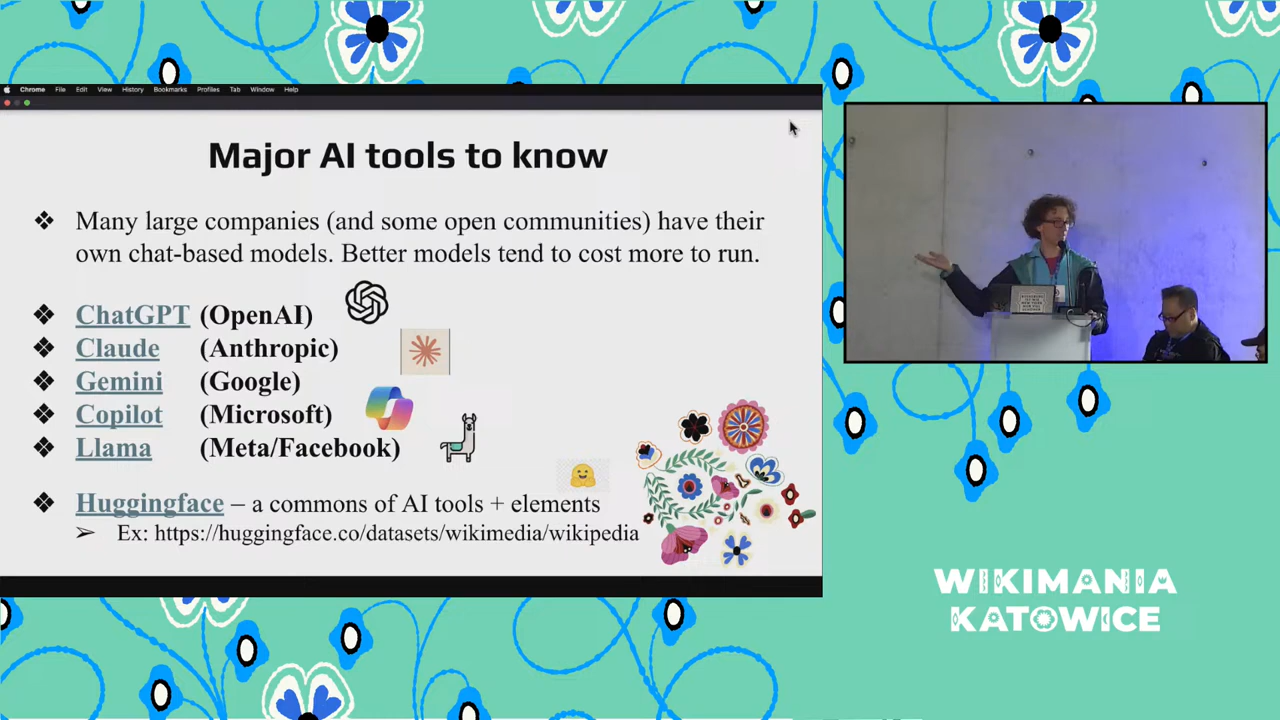 Chrome File Edit View History Bookmarks Profiles Tab Window Help
Major AI tools to know
❖ Many large companies (and some open communities) have their
own chat-based models. Better models tend to cost more to run.
❖ ChatGPT (OpenAI)
❖ Claude (Anthropic)
❖ Gemini (Google)
❖ Copilot (Microsoft)
❖ Llama (Meta/Facebook)
❖ Huggingface – a commons of AI tools + elements
➢ Ex: https://huggingface.co/datasets/wikimedia/wikipedia
WIKIMANIA
KATOWICE